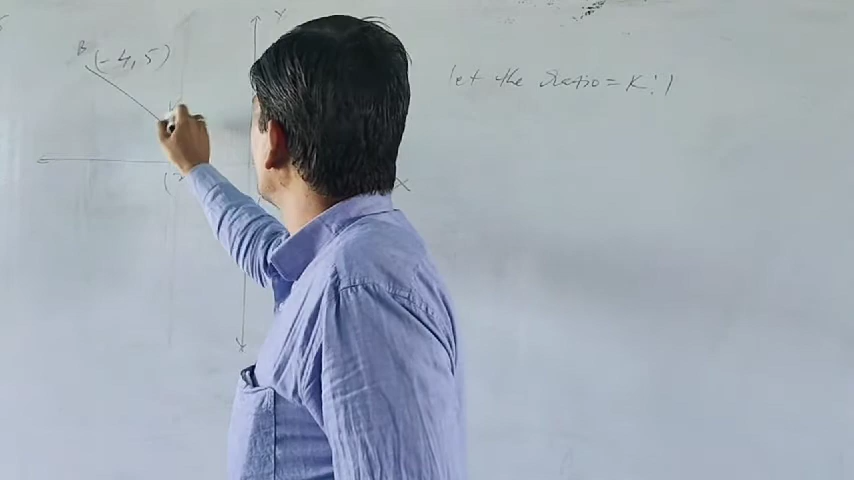 Y
B (-4, 5)
let the Ratio = K:1
X